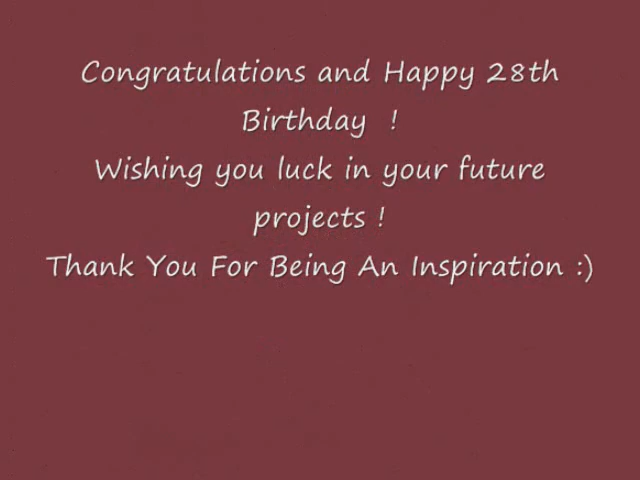 Congratulations and Happy 28th
Birthday  !
Wishing you luck in your future
projects !
Thank You For Being An Inspiration :)